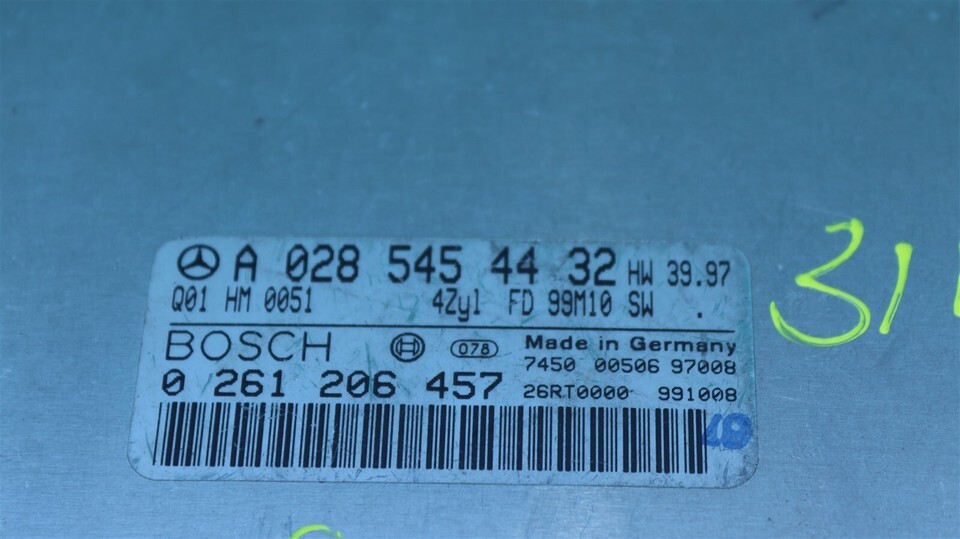 A 028 545 44 32 HW 39.97
Q01 HM 0051 4Zyl FD 99M10 SW .
BOSCH 078 Made in Germany
7450 00506 97008
0 261 206 457 26RT0000 991008
31